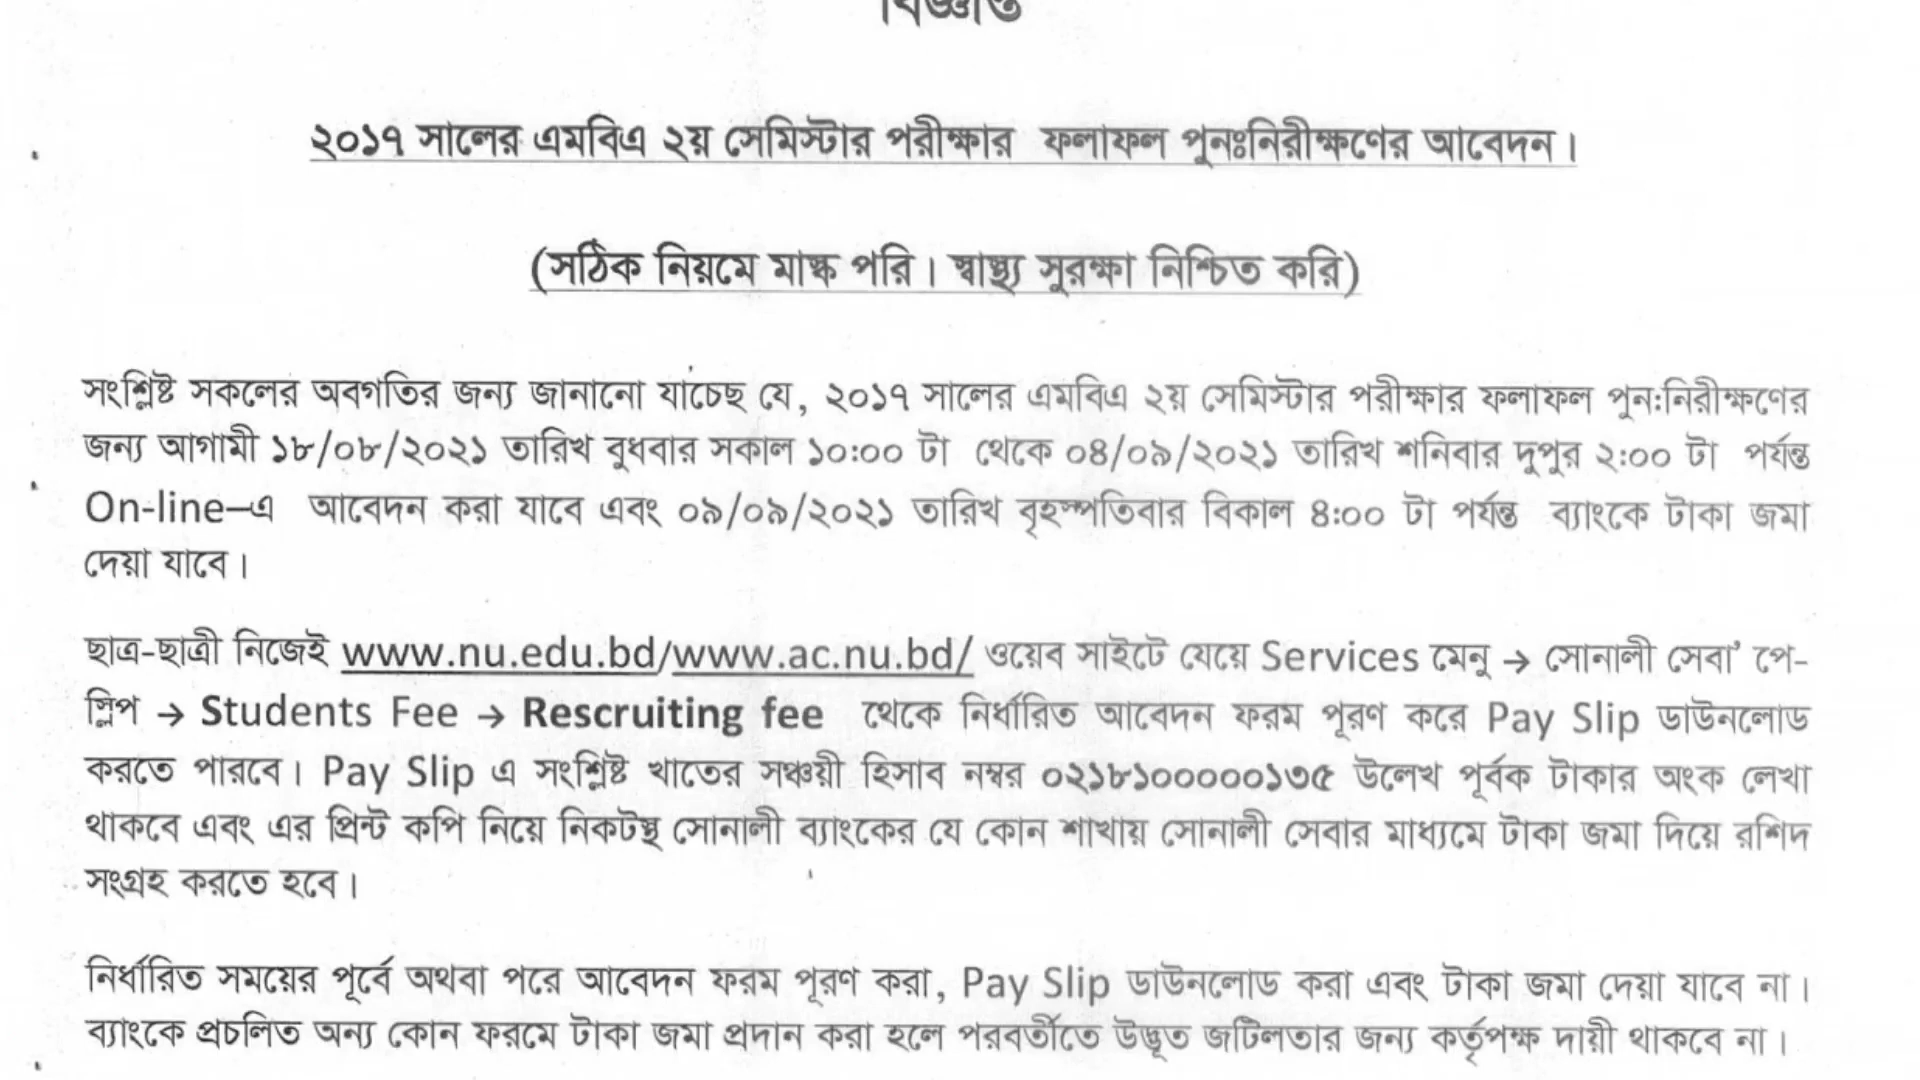 বিজ্ঞপ্তি
২০১৭ সালের এমবিএ ২য় সেমিস্টার পরীক্ষার ফলাফল পুনঃনিরীক্ষণের আবেদন।
(সঠিক নিয়মে মাস্ক পরি। স্বাস্থ্য সুরক্ষা নিশ্চিত করি)
সংশ্লিষ্ট সকলের অবগতির জন্য জানানো যাচেছ যে, ২০১৭ সালের এমবিএ ২য় সেমিস্টার পরীক্ষার ফলাফল পুন:নিরীক্ষণের
জন্য আগামী ১৮/০৮/২০২১ তারিখ বুধবার সকাল ১০:০০ টা থেকে ০৪/০৯/২০২১ তারিখ শনিবার দুপুর ২:০০ টা পর্যন্ত
On-line–এ আবেদন করা যাবে এবং ০৯/০৯/২০২১ তারিখ বৃহস্পতিবার বিকাল ৪:০০ টা পর্যন্ত ব্যাংকে টাকা জমা
দেয়া যাবে।
ছাত্র-ছাত্রী নিজেই www.nu.edu.bd/www.ac.nu.bd/ ওয়েব সাইটে যেয়ে Services মেনু → সোনালী সেবা' পে-
স্লিপ → Students Fee → Rescruiting fee থেকে নির্ধারিত আবেদন ফরম পূরণ করে Pay Slip ডাউনলোড
করতে পারবে। Pay Slip এ সংশ্লিষ্ট খাতের সঞ্চয়ী হিসাব নম্বর ০২১৮১০০০০০১৩৫ উলেখ পূর্বক টাকার অংক লেখা
থাকবে এবং এর প্রিন্ট কপি নিয়ে নিকটস্থ সোনালী ব্যাংকের যে কোন শাখায় সোনালী সেবার মাধ্যমে টাকা জমা দিয়ে রশিদ
সংগ্রহ করতে হবে।
নির্ধারিত সময়ের পূর্বে অথবা পরে আবেদন ফরম পূরণ করা, Pay Slip ডাউনলোড করা এবং টাকা জমা দেয়া যাবে না।
ব্যাংকে প্রচলিত অন্য কোন ফরমে টাকা জমা প্রদান করা হলে পরবর্তীতে উদ্ভূত জটিলতার জন্য কর্তৃপক্ষ দায়ী থাকবে না।